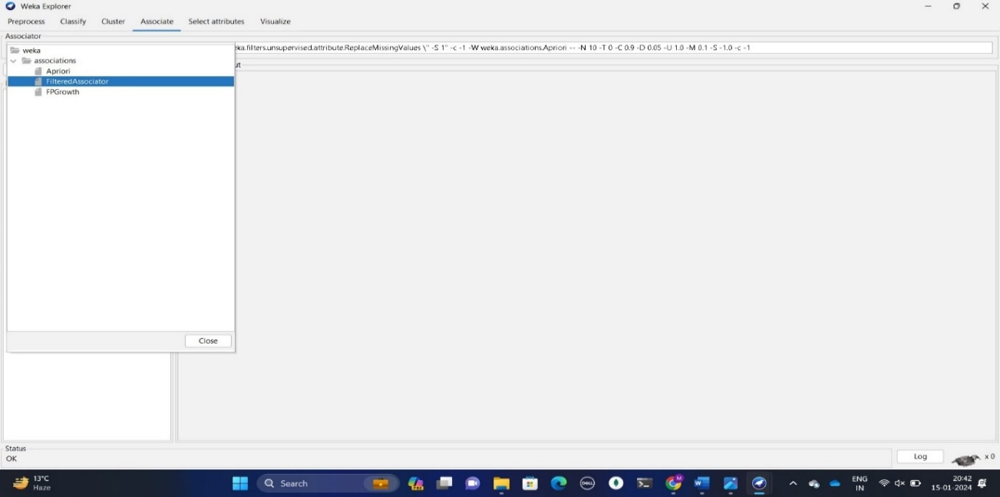 Weka Explorer
Preprocess Classify Cluster Associate Select attributes Visualize
Associator
weka
associations
Apriori
FilteredAssociator
FPGrowth
ka.filters.unsupervised.attribute.ReplaceMissingValues \" -S 1" -c -1 -W weka.associations.Apriori -- -N 10 -T 0 -C 0.9 -D 0.05 -U 1.0 -M 0.1 -S -1.0 -c -1
ut
Close
Status
OK
Log
x 0
13°C
Haze
Search
DELL
ENG
IN
20:42
15-01-2024